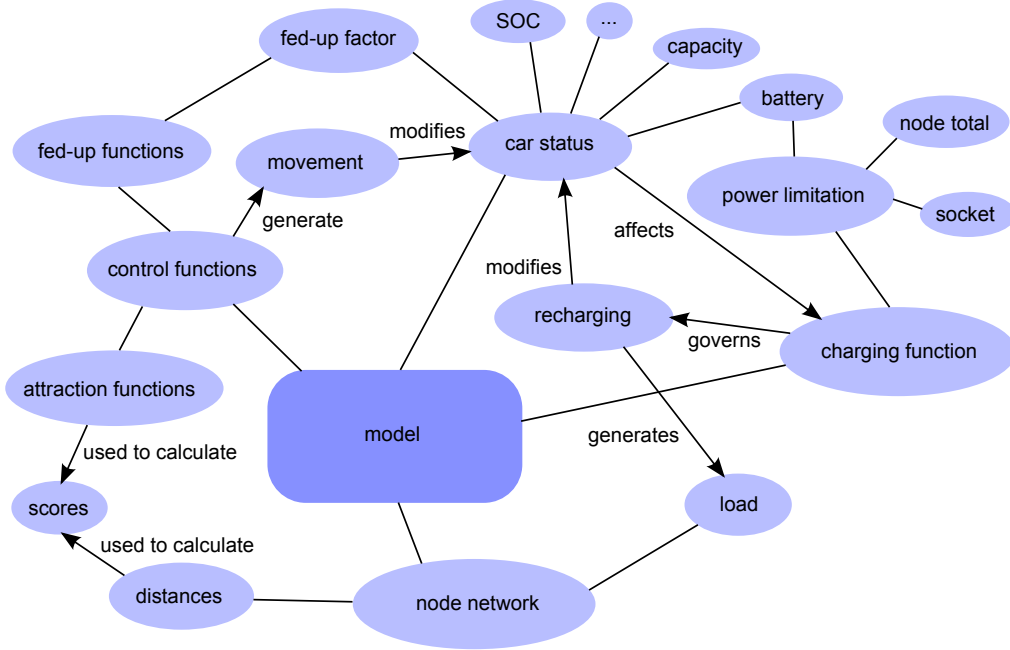 SOC
...
fed-up factor
capacity
battery
node total
modifies
fed-up functions
movement
car status
power limitation
socket
generate
affects
control functions
modifies
recharging
governs
charging function
attraction functions
model
generates
used to calculate
scores
load
used to calculate
distances
node network